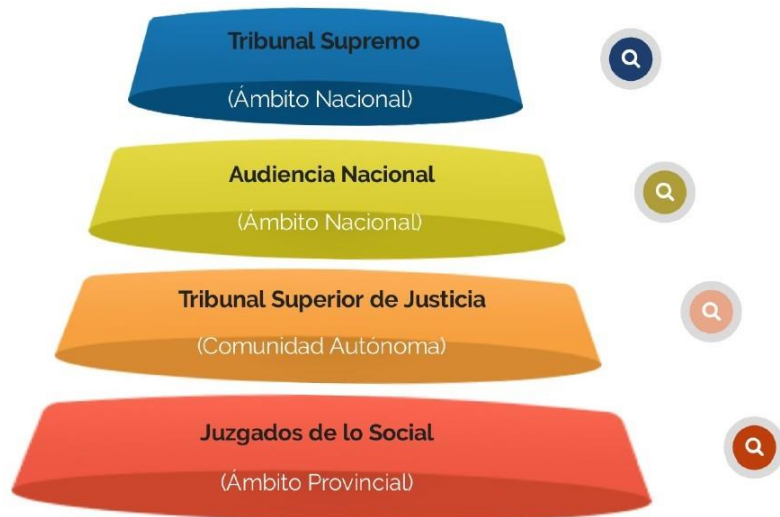 Tribunal Supremo
(Ámbito Nacional)
Audiencia Nacional
(Ámbito Nacional)
Tribunal Superior de Justicia
(Comunidad Autónoma)
Juzgados de lo Social
(Ámbito Provincial)